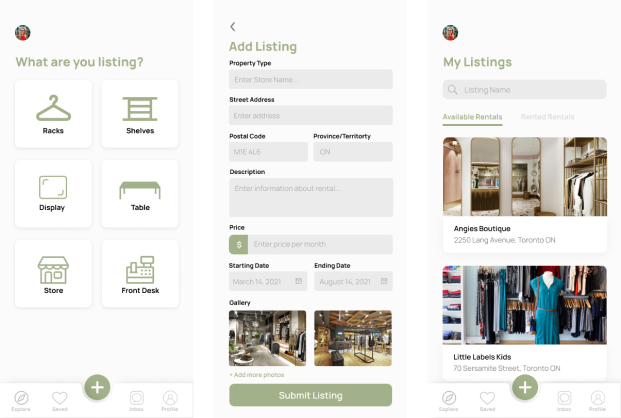 What are you listing?
Racks
Shelves
Display
Table
Store
Front Desk
Explore
Saved
Inbox
Profile
Add Listing
Property Type
Enter Store Name...
Street Address
Enter address
Postal Code
Province/Territorty
M1E 4L6
ON
Description
Enter information about rental...
Price
$
Enter price per month
Starting Date
Ending Date
March 14, 2021
August 14, 2021
Gallery
+ Add more photos
Submit Listing
My Listings
Listing Name
Available Rentals
Rented Rentals
Angies Boutique
2250 Lang Avenue, Toronto ON
Little Labels Kids
70 Sersamite Street, Toronto ON
Explore
Saved
Inbox
Profile